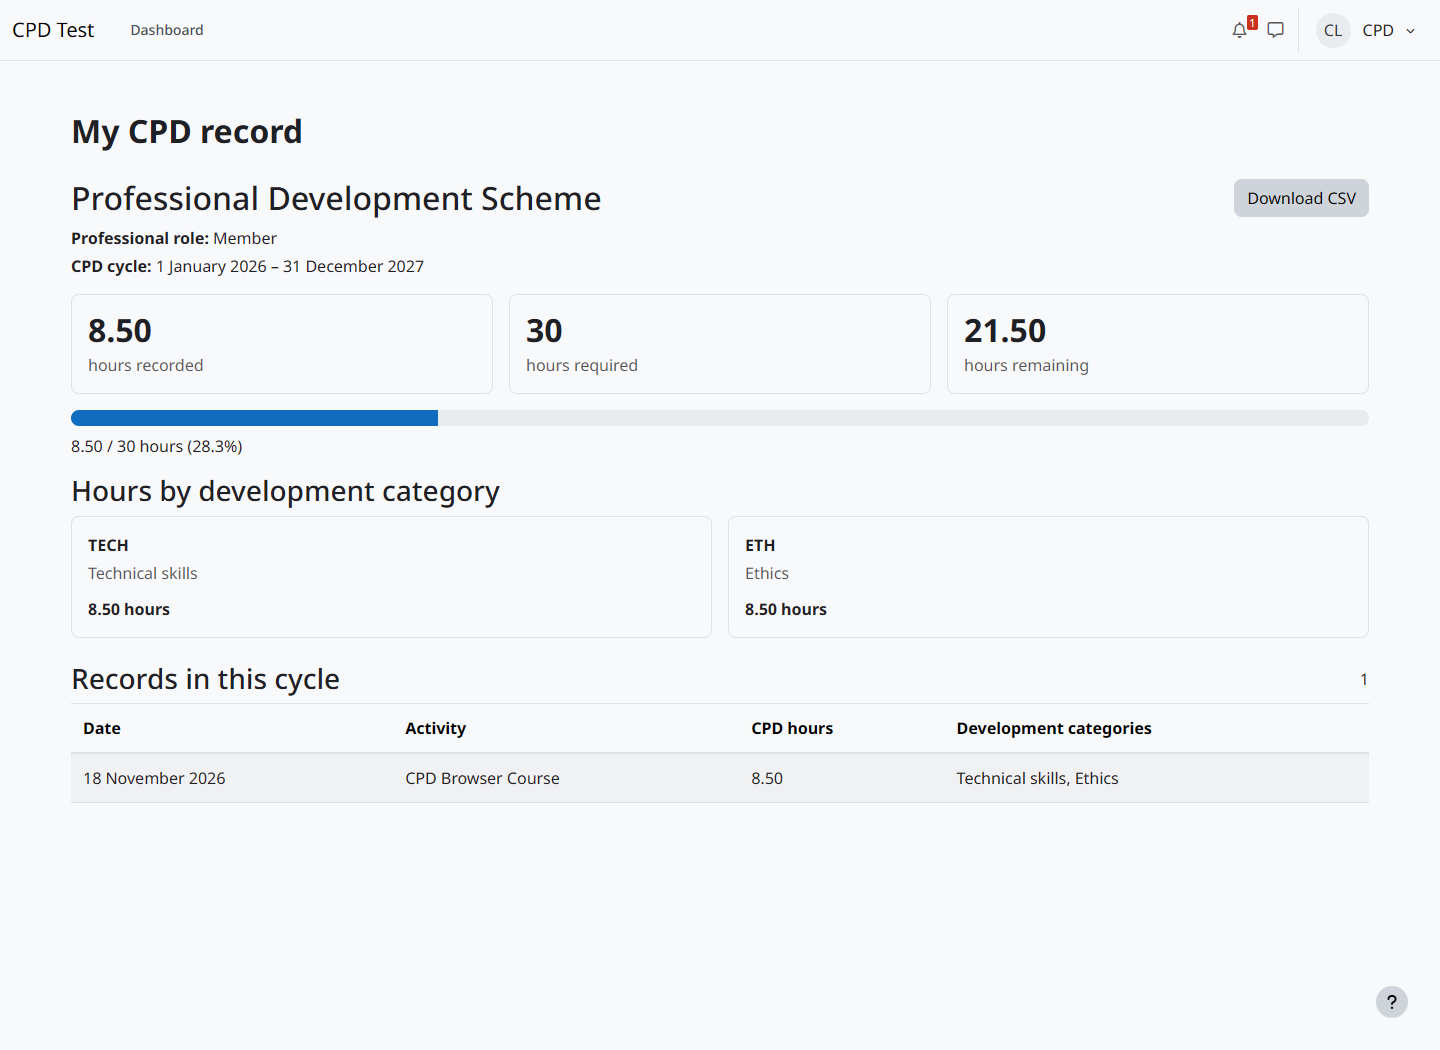 CPD Test Dashboard 1 CL CPD
My CPD record
Professional Development Scheme Download CSV
Professional role: Member
CPD cycle: 1 January 2026 – 31 December 2027
8.50 30 21.50
hours recorded hours required hours remaining
8.50 / 30 hours (28.3%)
Hours by development category
TECH ETH
Technical skills Ethics
8.50 hours 8.50 hours
Records in this cycle 1
Date Activity CPD hours Development categories
18 November 2026 CPD Browser Course 8.50 Technical skills, Ethics
?